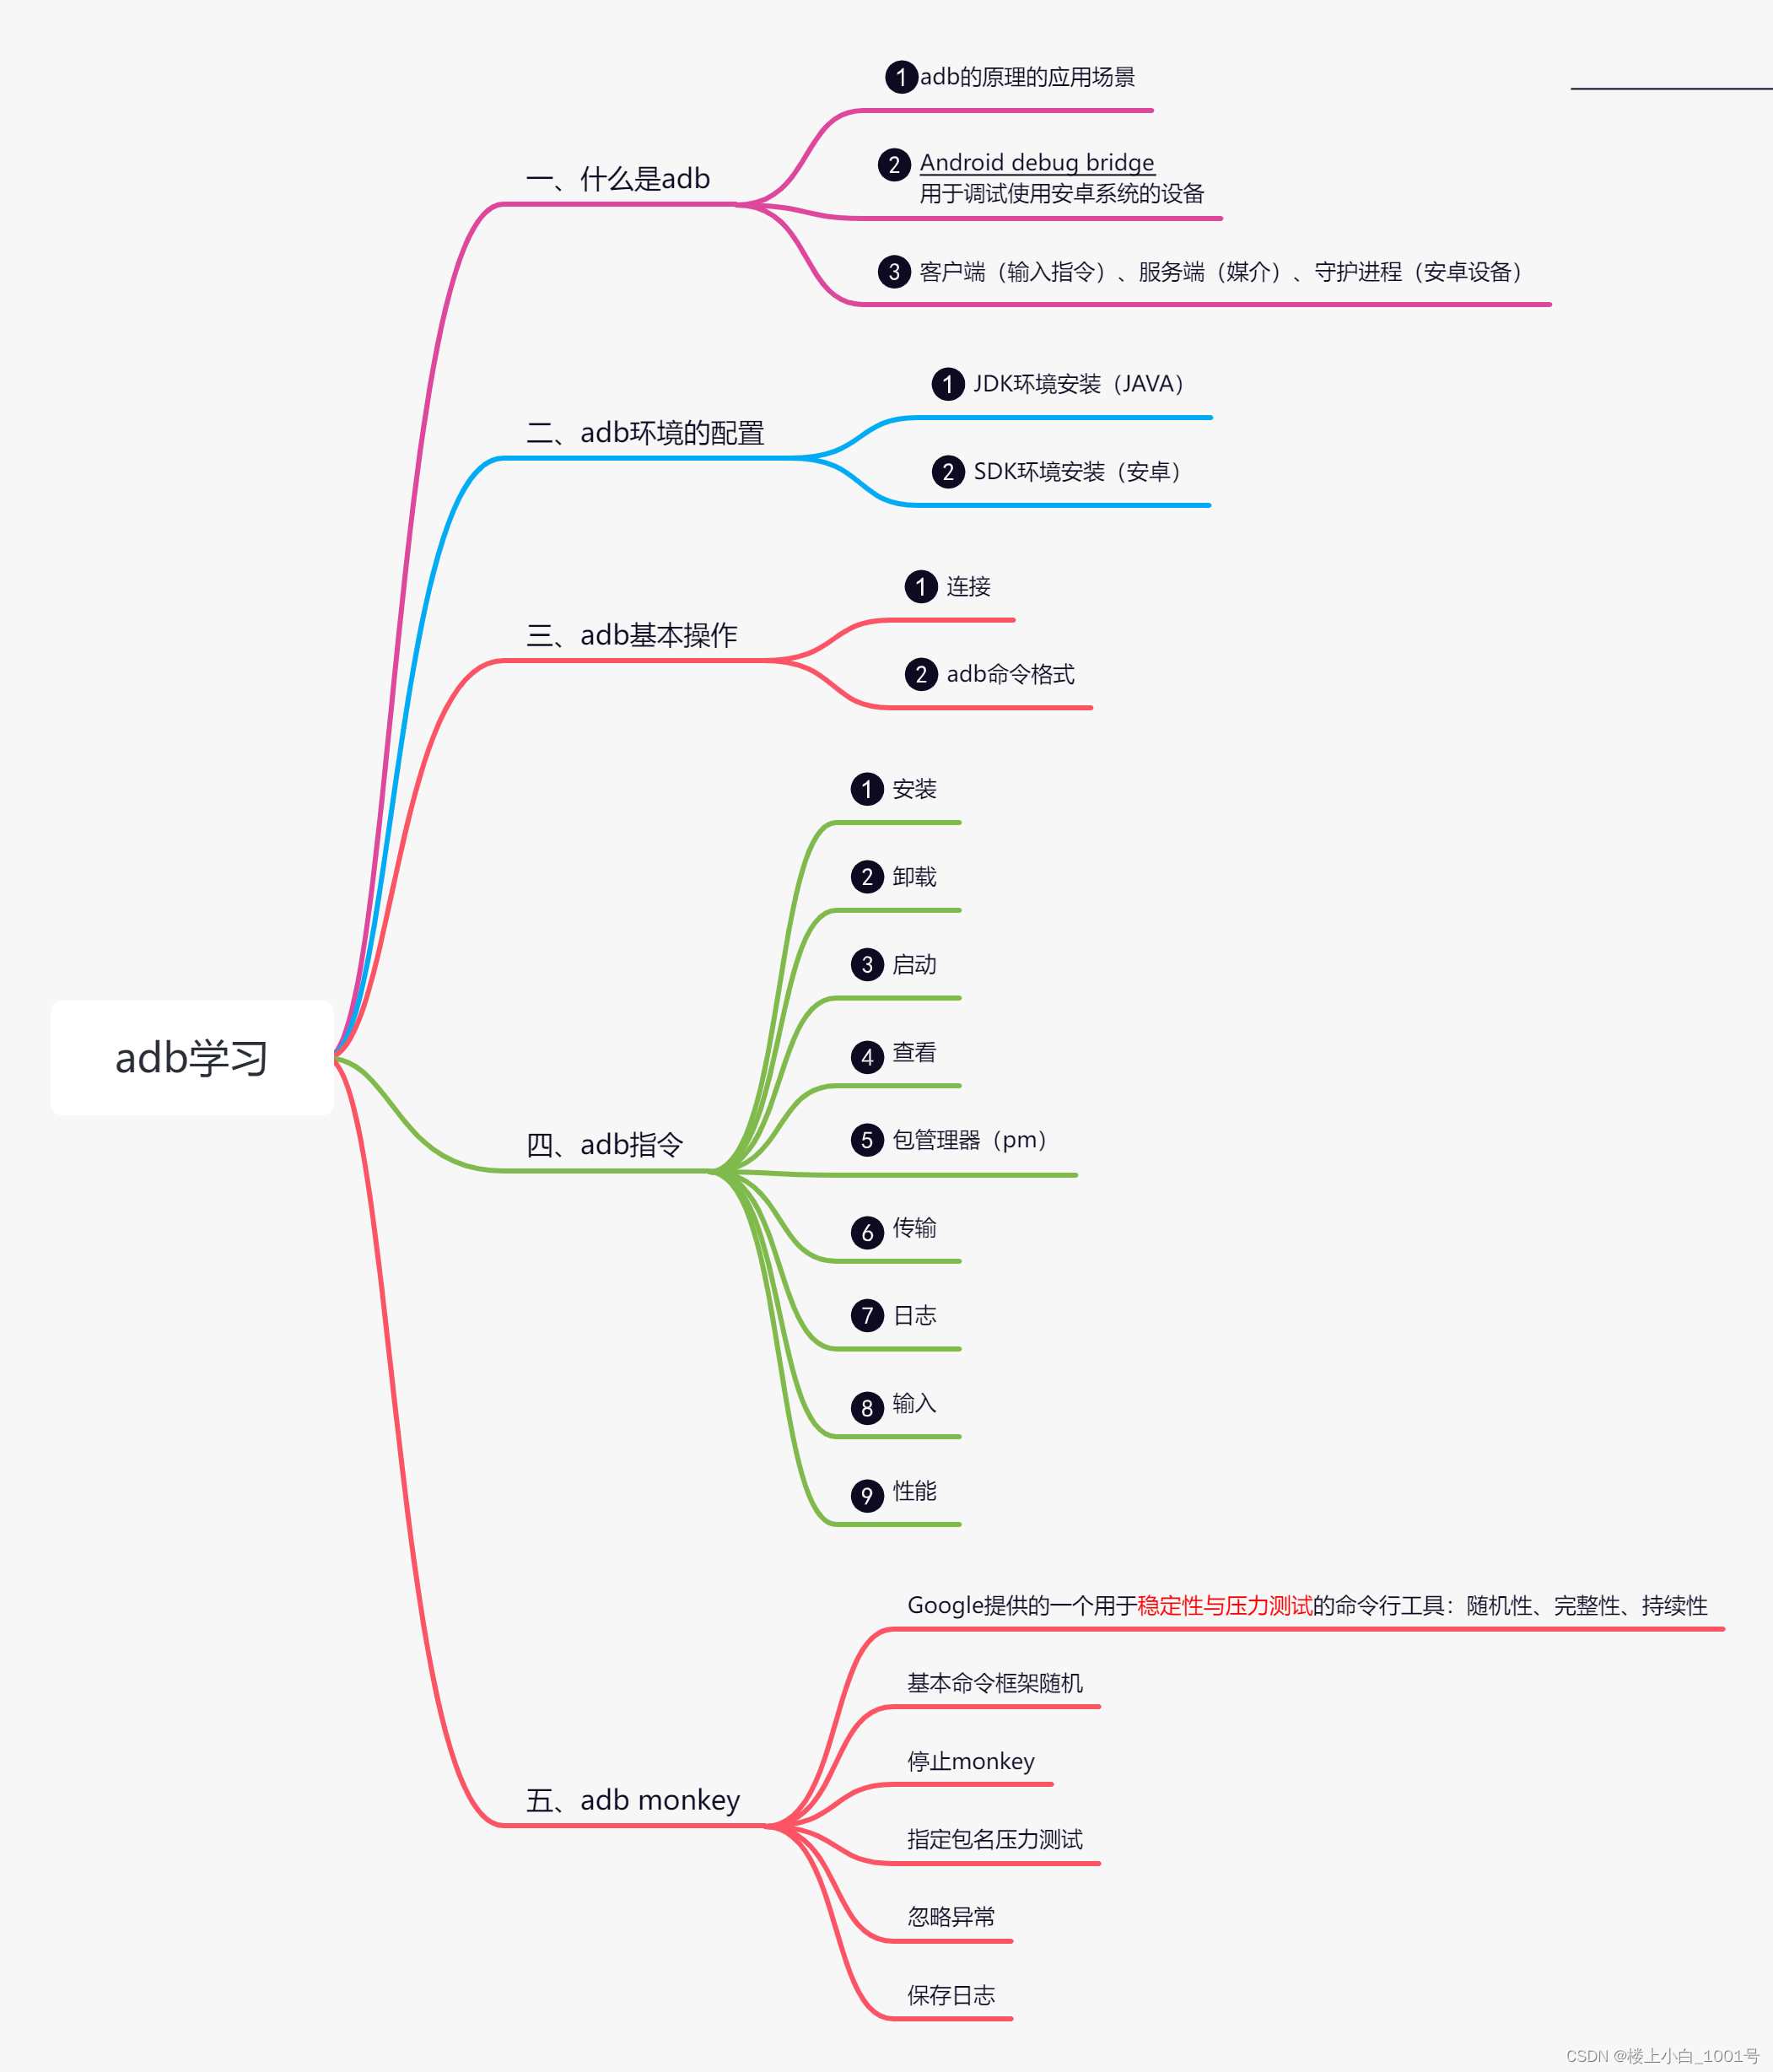 adb学习
一、什么是adb
1 adb的原理的应用场景
2 Android debug bridge
用于调试使用安卓系统的设备
3 客户端（输入指令）、服务端（媒介）、守护进程（安卓设备）
二、adb环境的配置
1 JDK环境安装（JAVA）
2 SDK环境安装（安卓）
三、adb基本操作
1 连接
2 adb命令格式
四、adb指令
1 安装
2 卸载
3 启动
4 查看
5 包管理器（pm）
6 传输
7 日志
8 输入
9 性能
五、adb monkey
Google提供的一个用于稳定性与压力测试的命令行工具：随机性、完整性、持续性
基本命令框架随机
停止monkey
指定包名压力测试
忽略异常
保存日志
CSDN @楼上小白_1001号